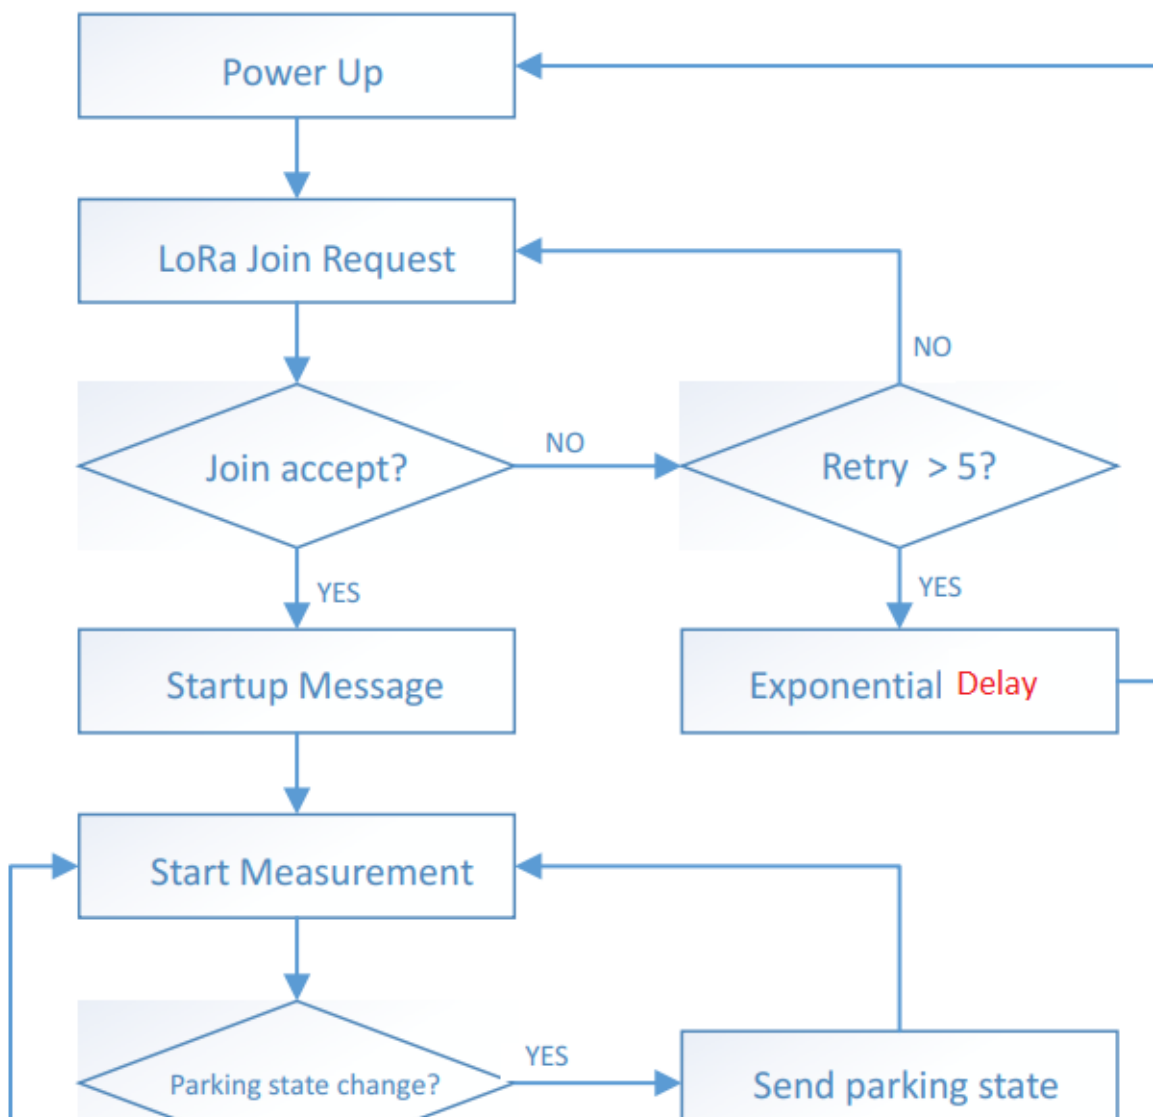 Power Up
LoRa Join Request
NO
Join accept?
NO
Retry > 5?
YES
YES
Startup Message
Exponential Delay
Start Measurement
YES
Parking state change?
Send parking state